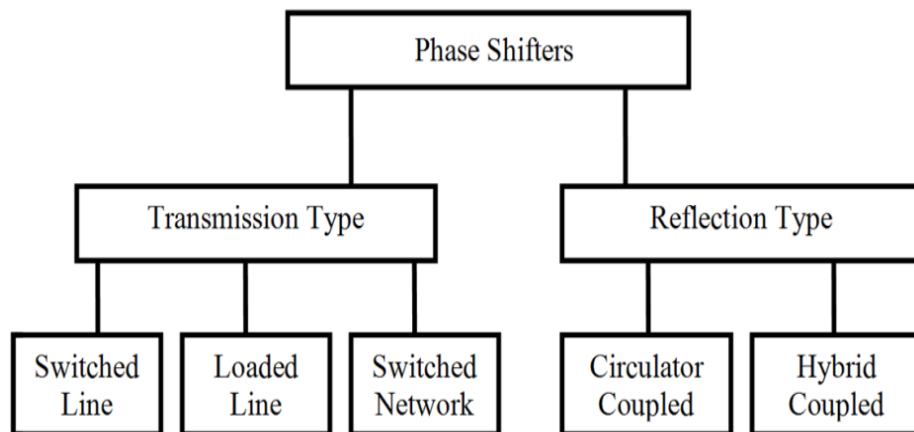 Phase Shifters
Transmission Type
Reflection Type
Switched
Line
Loaded
Line
Switched
Network
Circulator
Coupled
Hybrid
Coupled